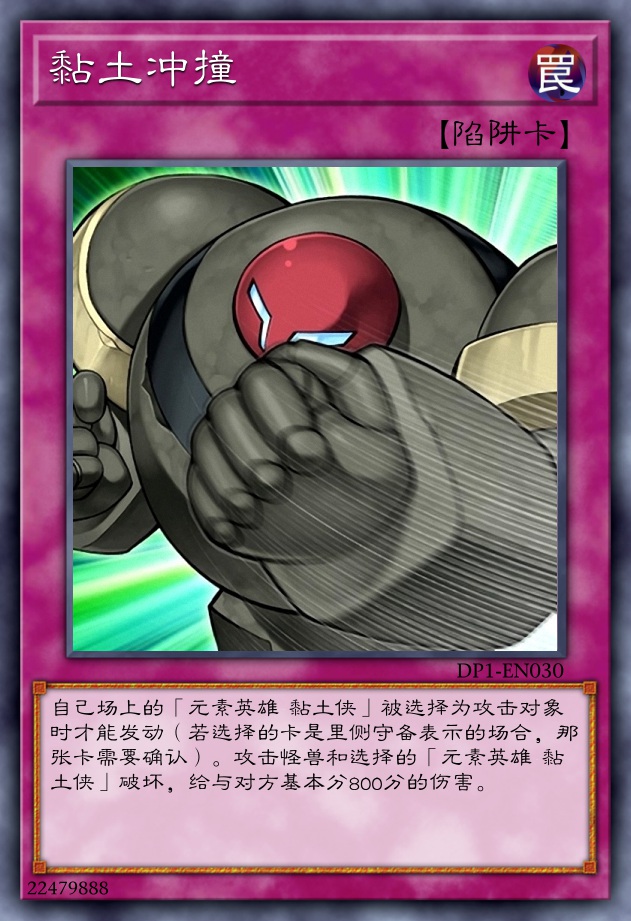 黏土冲撞
罠
【陷阱卡】
DP1-EN030
自己场上的「元素英雄 黏土侠」被选择为攻击对象
时才能发动（若选择的卡是里侧守备表示的场合，那
张卡需要确认）。攻击怪兽和选择的「元素英雄 黏
土侠」破坏，给与对方基本分800分的伤害。
22479888